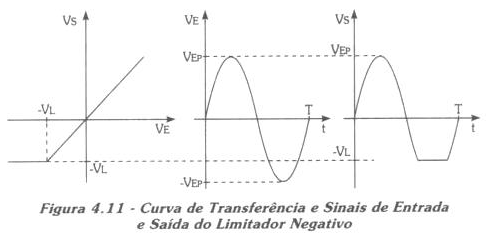 VS
VE
VS
VEP
VEP
-VL
VE
T
t
T
t
-VL
-VL
-VEP
Figura 4.11 - Curva de Transferência e Sinais de Entrada
e Saída do Limitador Negativo